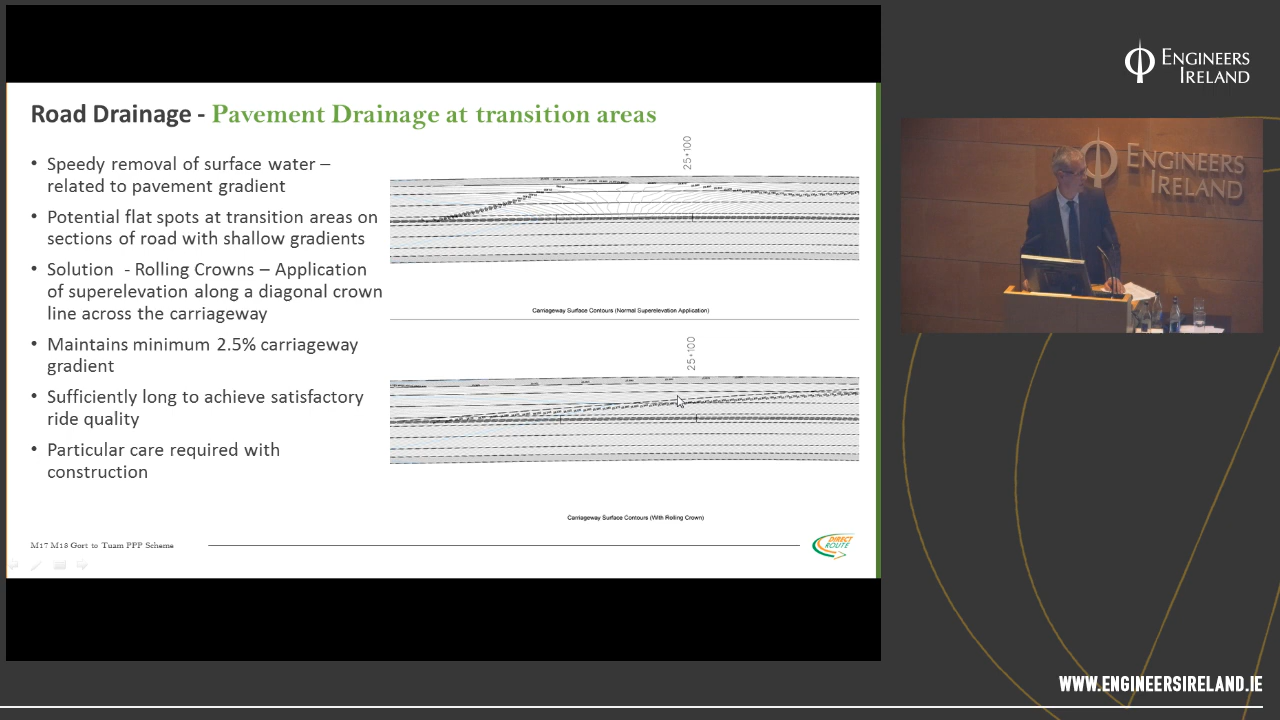 Road Drainage - Pavement Drainage at transition areas
• Speedy removal of surface water –
related to pavement gradient
• Potential flat spots at transition areas on
sections of road with shallow gradients
• Solution - Rolling Crowns – Application
of superelevation along a diagonal crown
line across the carriageway
• Maintains minimum 2.5% carriageway
gradient
• Sufficiently long to achieve satisfactory
ride quality
• Particular care required with
construction
25+100
Carriageway Surface Contours (Normal Superelevation Application)
25+100
Carriageway Surface Contours (With Rolling Crown)
M17 M18 Gort to Tuam PPP Scheme
DIRECT
ROUTE
ENGINEERS
IRELAND
ENGINEERS
IRELAND
WWW.ENGINEERSIRELAND.IE